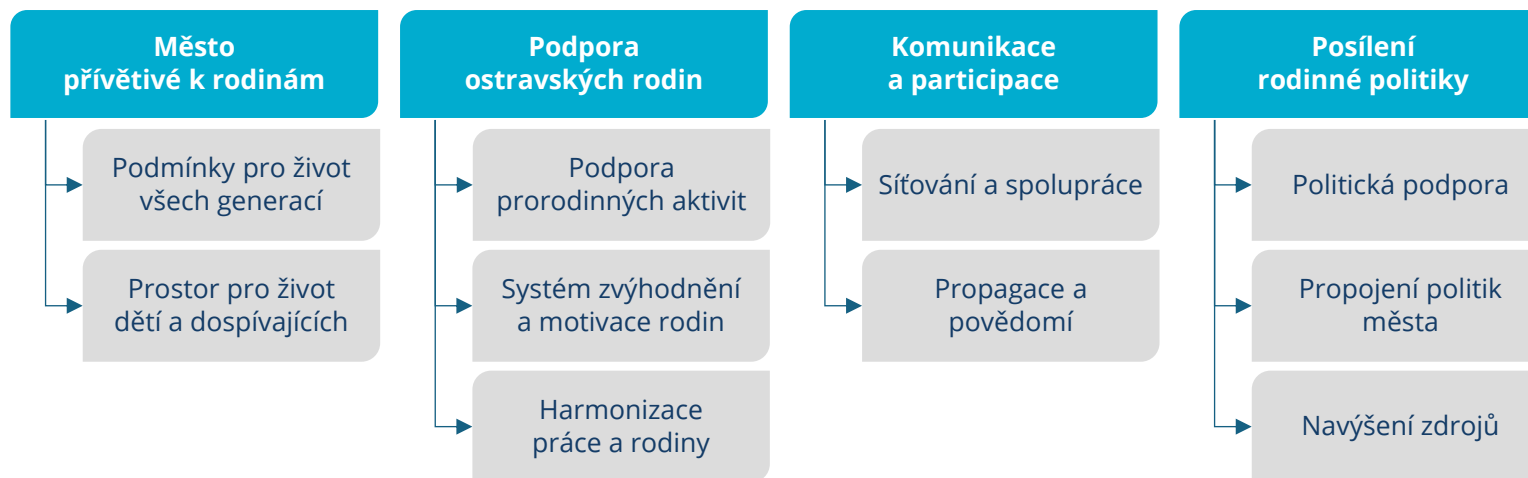 Město
přívětivé k rodinám
Podmínky pro život
všech generací
Prostor pro život
dětí a dospívajících
Podpora
ostravských rodin
Podpora
prorodinných aktivit
Systém zvýhodnění
a motivace rodin
Harmonizace
práce a rodiny
Komunikace
a participace
Síťování a spolupráce
Propagace a
povědomí
Posílení
rodinné politiky
Politická podpora
Propojení politik
města
Navýšení zdrojů